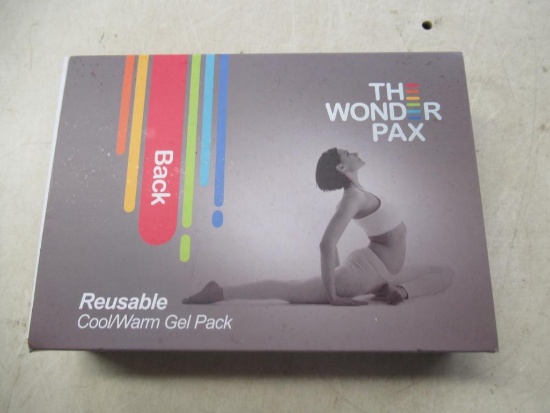 THE
WONDER
PAX
Back
Reusable
Cool/Warm Gel Pack